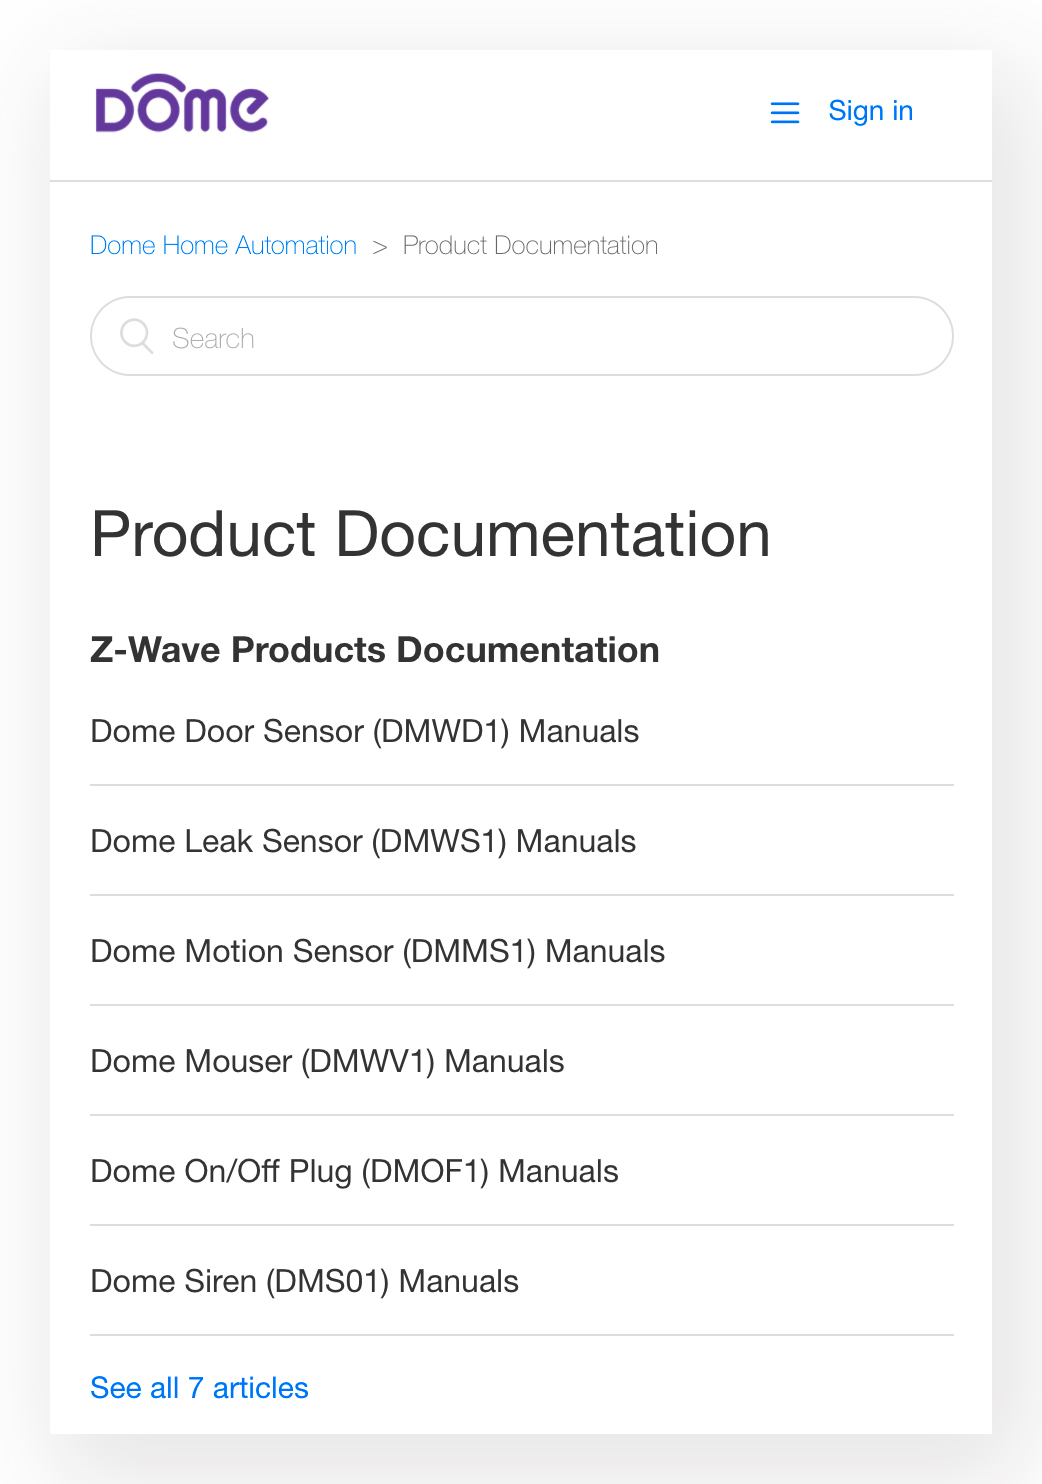 Dome
Sign in
Dome Home Automation > Product Documentation
Search
Product Documentation
Z-Wave Products Documentation
Dome Door Sensor (DMWD1) Manuals
Dome Leak Sensor (DMWS1) Manuals
Dome Motion Sensor (DMMS1) Manuals
Dome Mouser (DMWV1) Manuals
Dome On/Off Plug (DMOF1) Manuals
Dome Siren (DMS01) Manuals
See all 7 articles